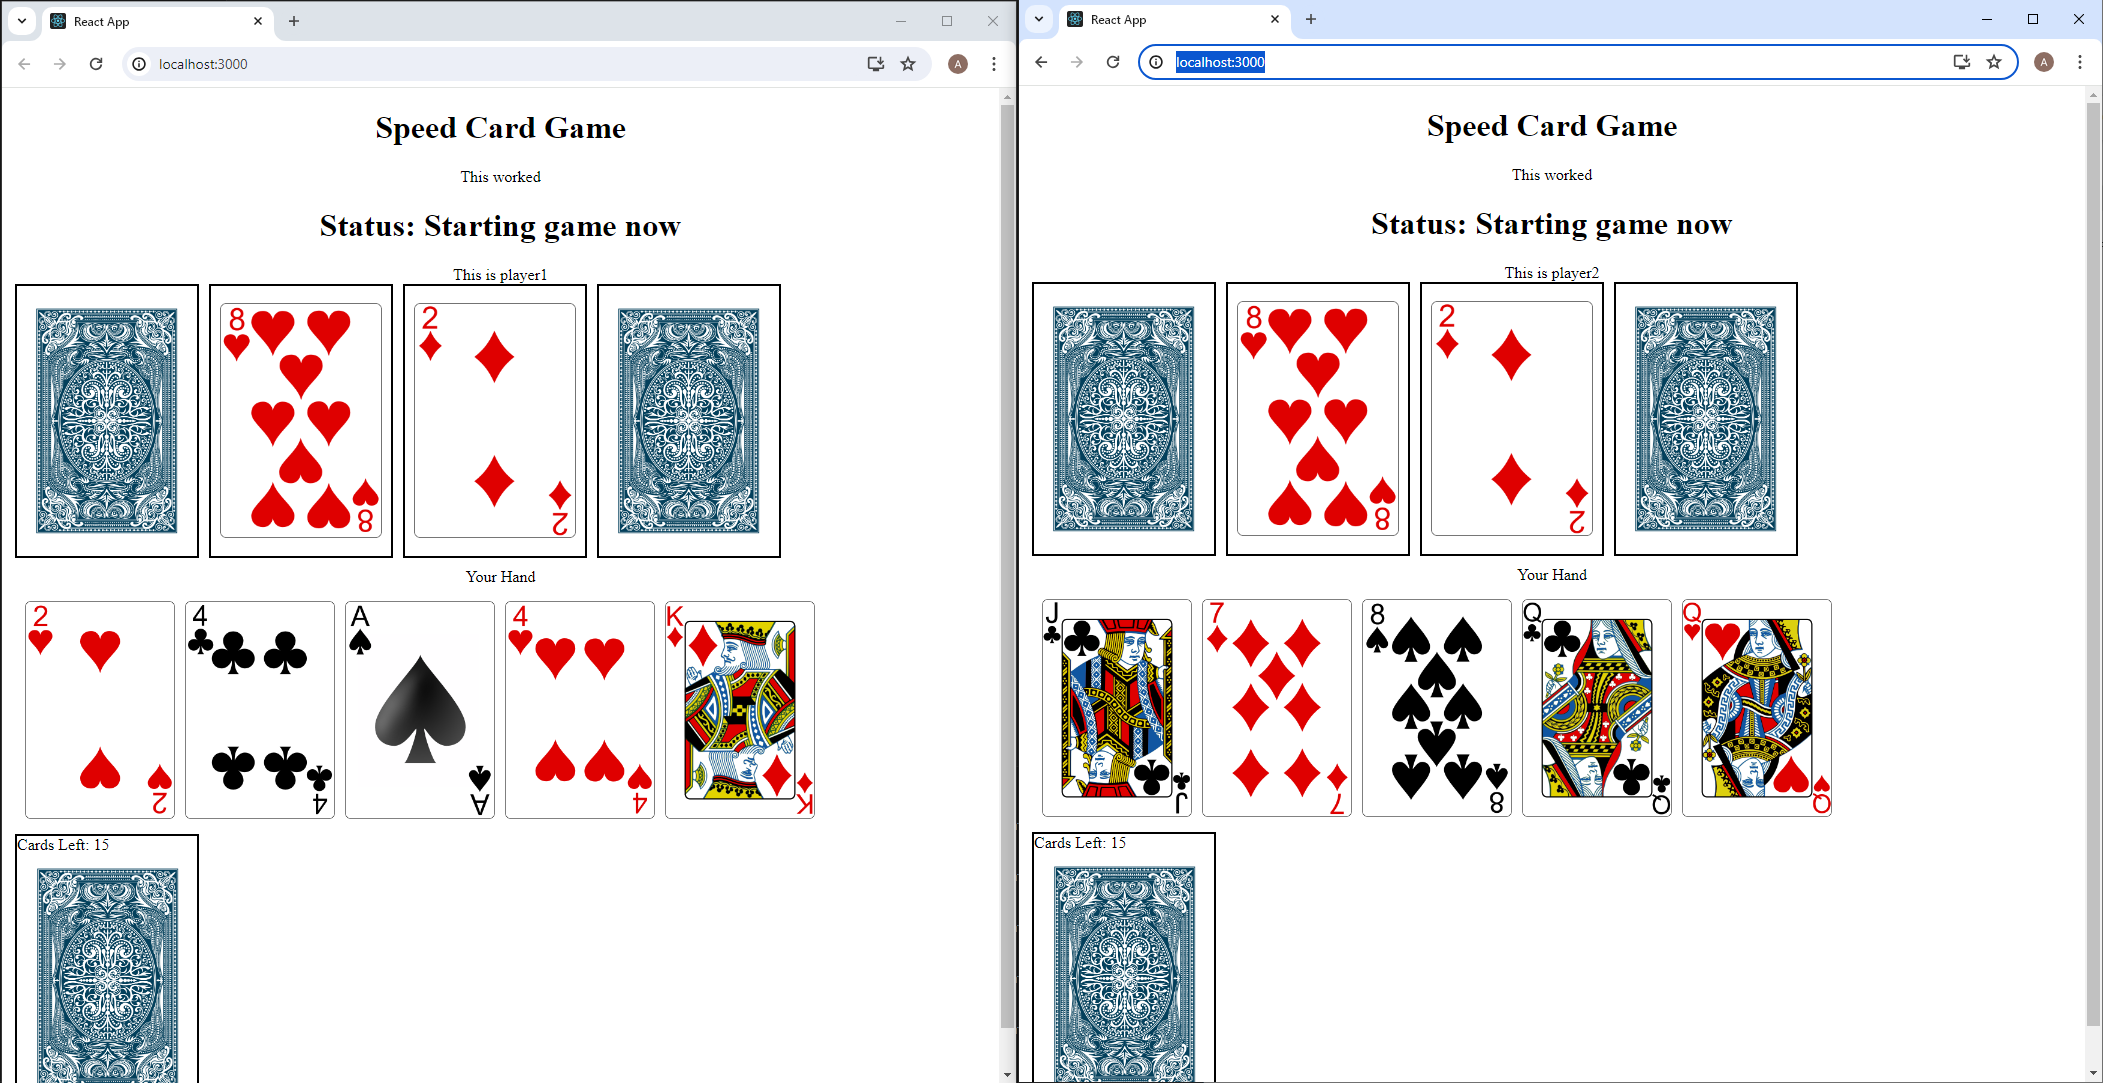 React App
localhost:3000
A
Speed Card Game
This worked
Status: Starting game now
This is player1
8 8
2 2
Your Hand
2 2
4 4
A A
4 4
K K
Cards Left: 15
React App
localhost:3000
A
Speed Card Game
This worked
Status: Starting game now
This is player2
8 8
2 2
Your Hand
J J
7 7
8 8
Q Q
Q Q
Cards Left: 15